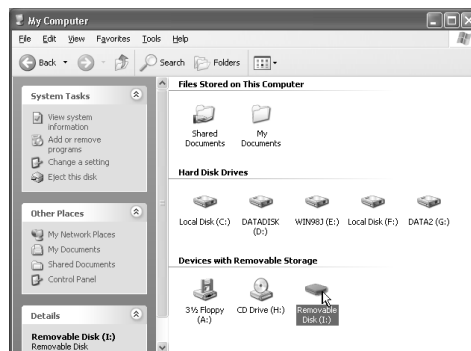 My Computer
File Edit View Favorites Tools Help
Back Search Folders
System Tasks
View system
information
Add or remove
programs
Change a setting
Eject this disk
Other Places
My Network Places
My Documents
Shared Documents
Control Panel
Details
Removable Disk (I:)
Removable Disk
Files Stored on This Computer
Shared
Documents
My
Documents
Hard Disk Drives
Local Disk (C:) DATADISK
(D:) WIN98J (E:) Local Disk (F:) DATA2 (G:)
Devices with Removable Storage
3½ Floppy
(A:)
CD Drive (H:)
Removable
Disk (I:)